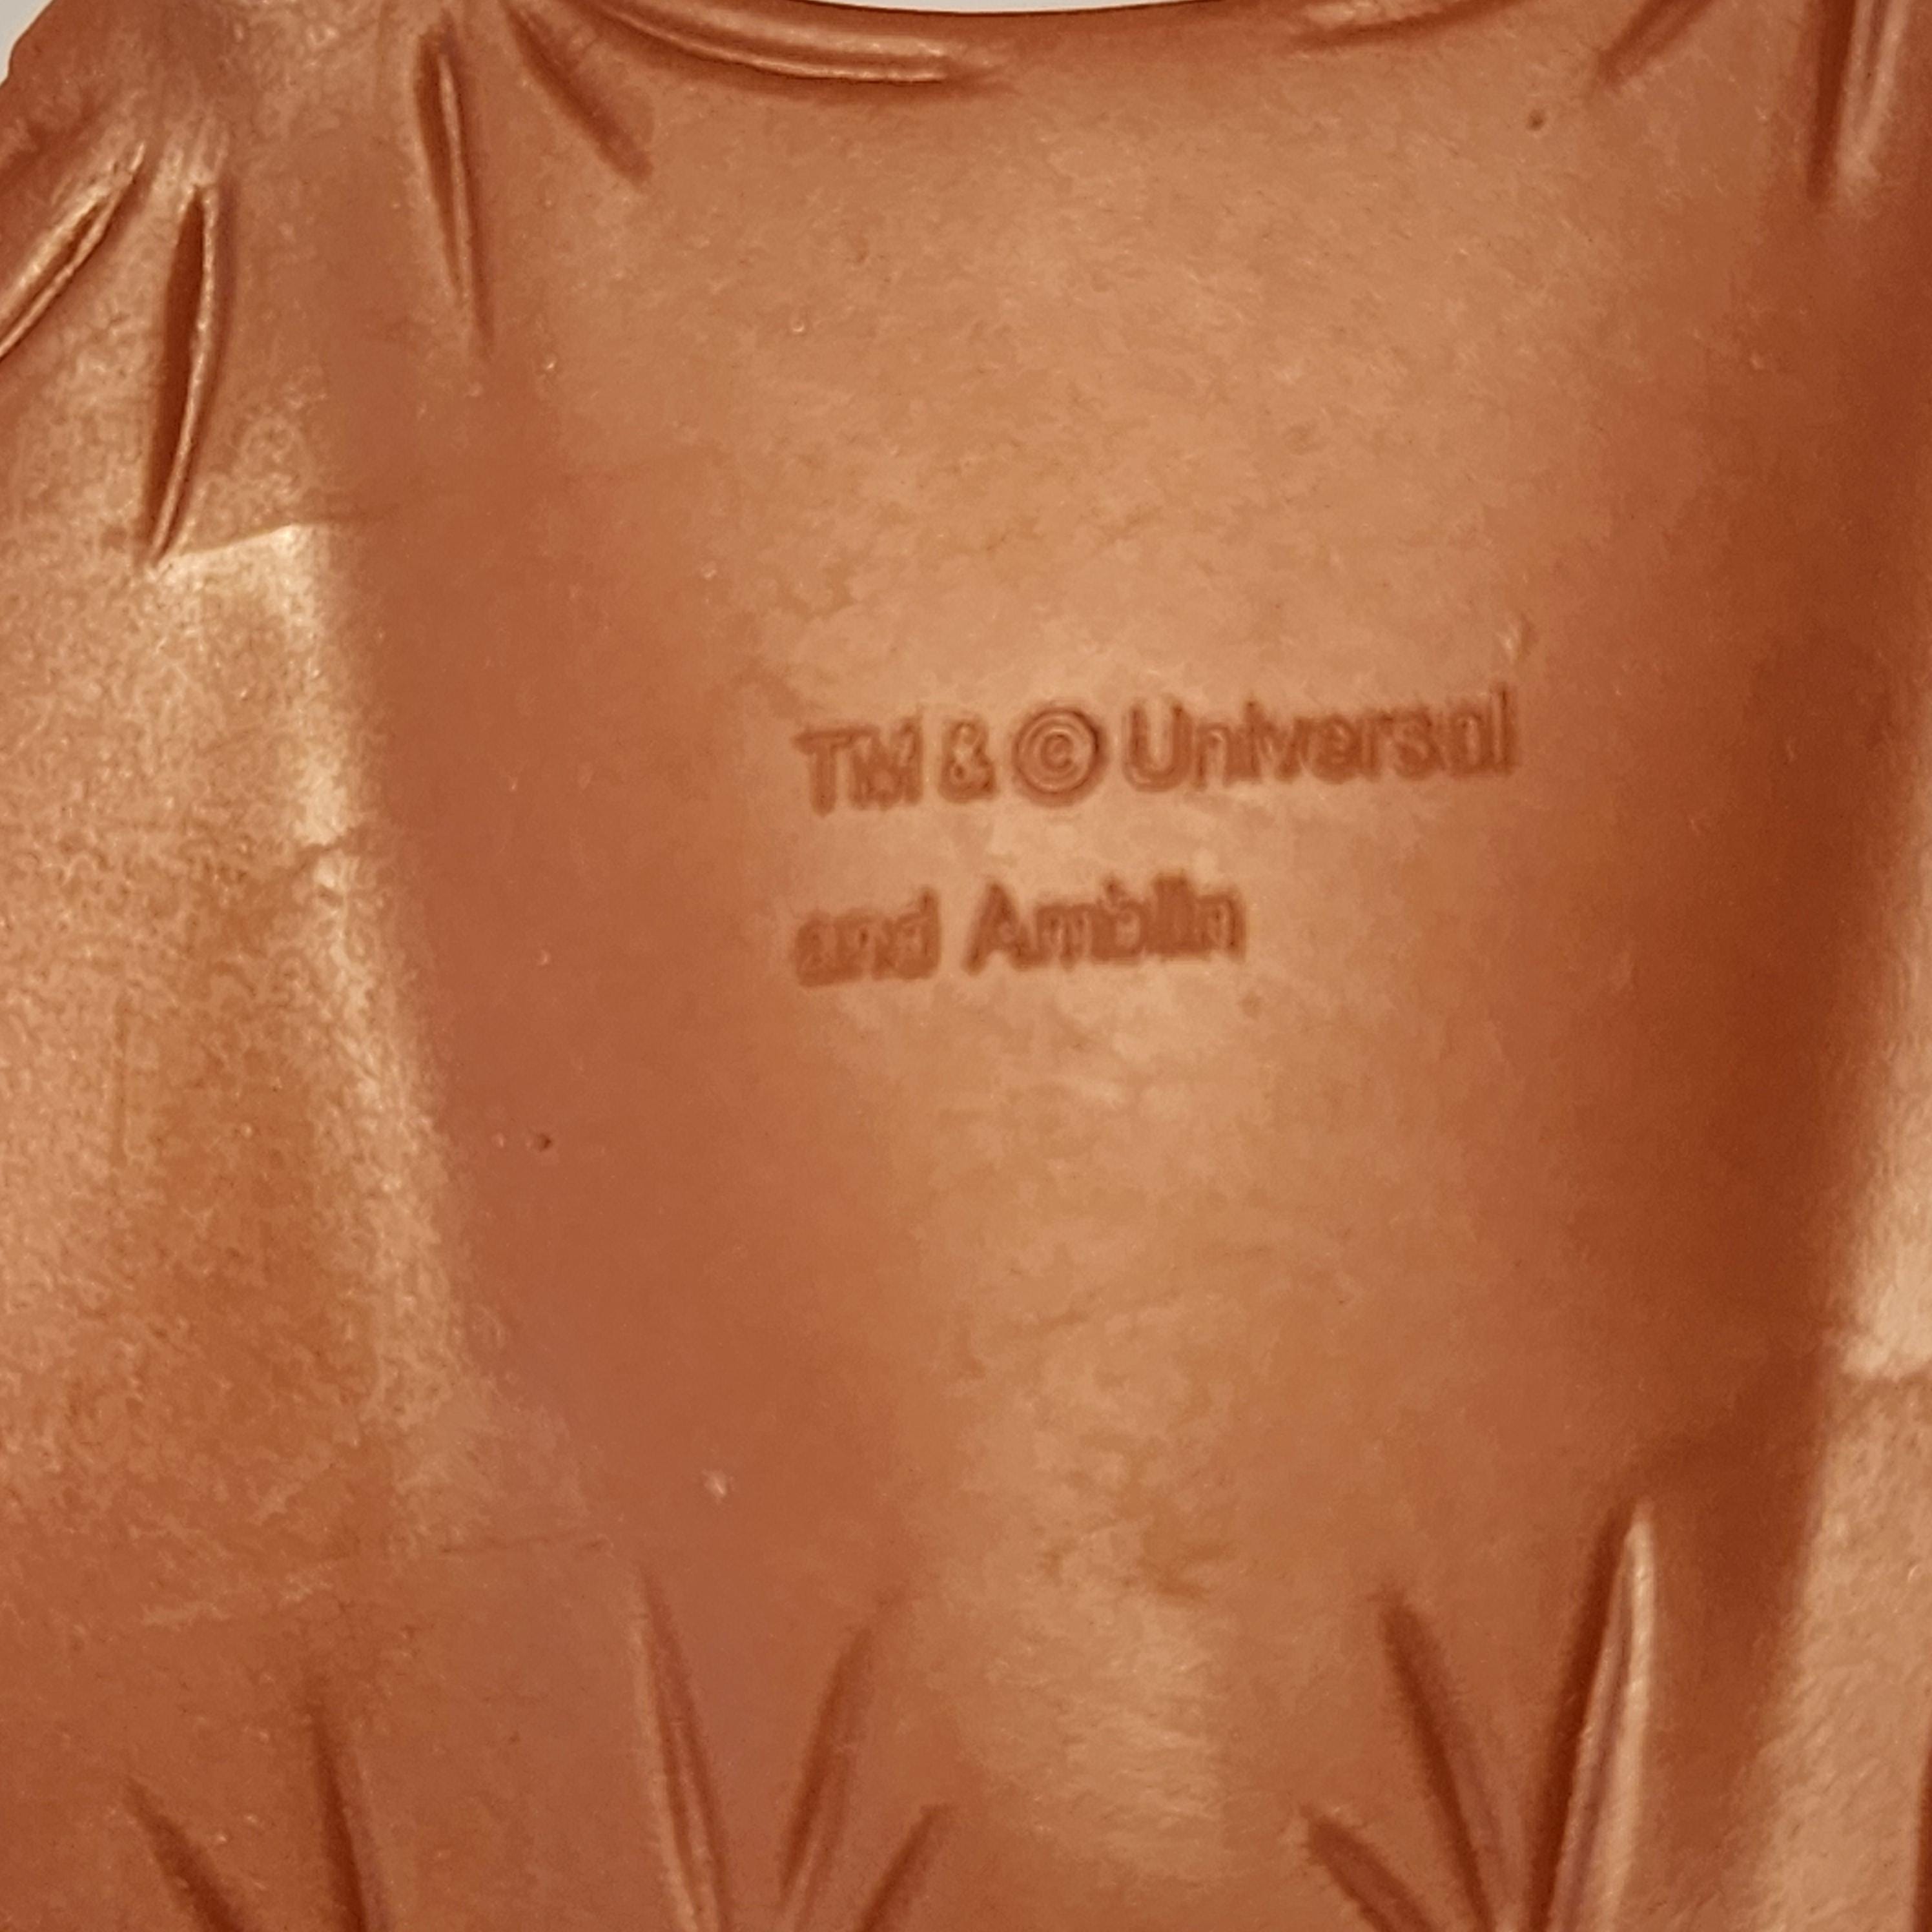 TM & © Universal
and Amblin